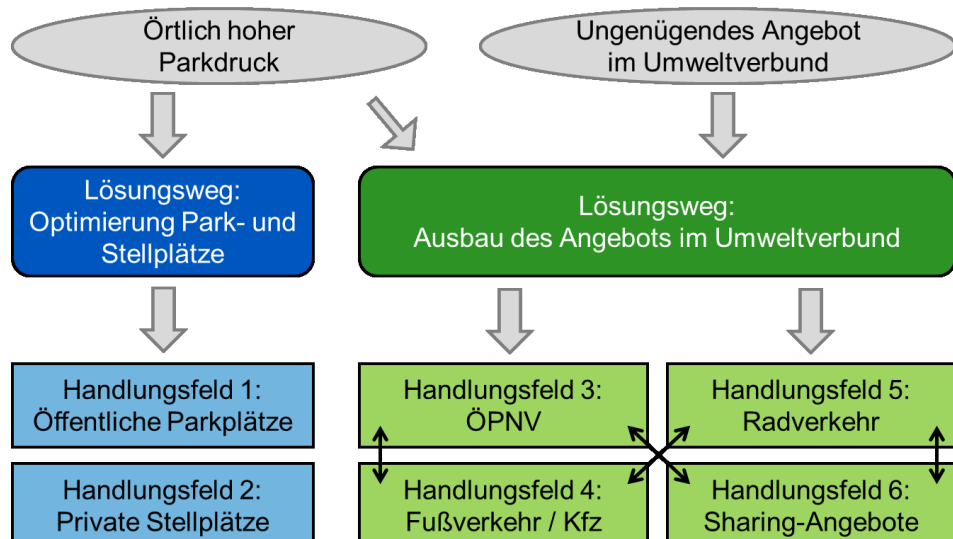 Örtlich hoher
Parkdruck
Ungenügendes Angebot
im Umweltverbund
Lösungsweg:
Optimierung Park- und
Stellplätze
Lösungsweg:
Ausbau des Angebots im Umweltverbund
Handlungsfeld 1:
Öffentliche Parkplätze
Handlungsfeld 3:
ÖPNV
Handlungsfeld 5:
Radverkehr
Handlungsfeld 2:
Private Stellplätze
Handlungsfeld 4:
Fußverkehr / Kfz
Handlungsfeld 6:
Sharing-Angebote